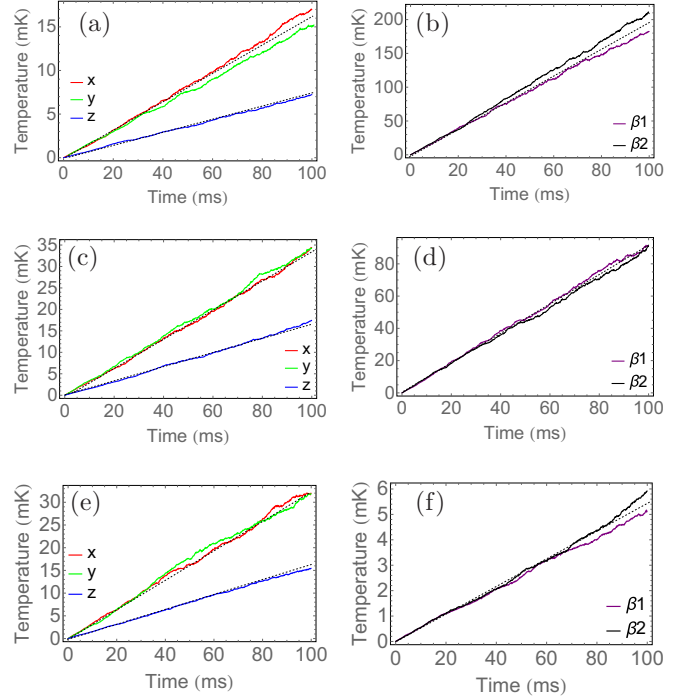 (a)
Temperature (mK)
15
10
5
0
x
y
z
0 20 40 60 80 100
Time (ms)
(b)
Temperature (mK)
200
150
100
50
0
β1
β2
0 20 40 60 80 100
Time (ms)
(c)
Temperature (mK)
35
30
25
20
15
10
5
0
x
y
z
0 20 40 60 80 100
Time (ms)
(d)
Temperature (mK)
80
60
40
20
0
β1
β2
0 20 40 60 80 100
Time (ms)
(e)
Temperature (mK)
30
25
20
15
10
5
0
x
y
z
0 20 40 60 80 100
Time (ms)
(f)
Temperature (mK)
6
5
4
3
2
1
0
β1
β2
0 20 40 60 80 100
Time (ms)